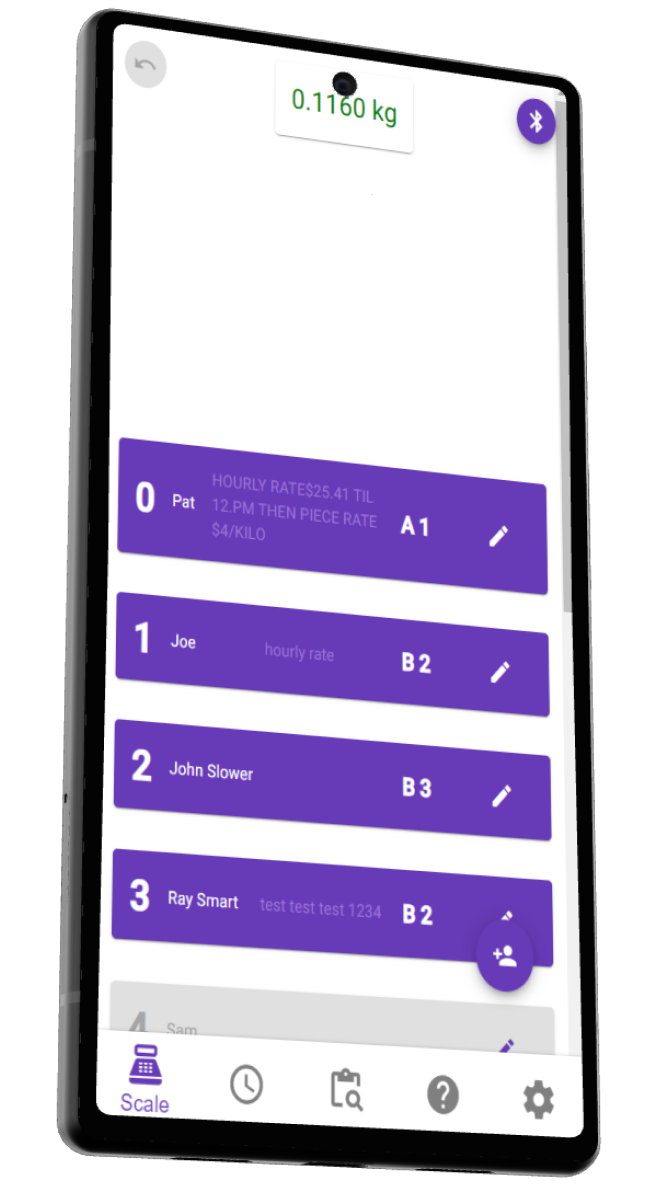 0.1160 kg
0 Pat
HOURLY RATE$25.41 TIL
12.PM THEN PIECE RATE
$4/KILO
A 1
1 Joe hourly rate B 2
2 John Slower B 3
3 Ray Smart test test test 1234 B 2
4 Sam
Scale